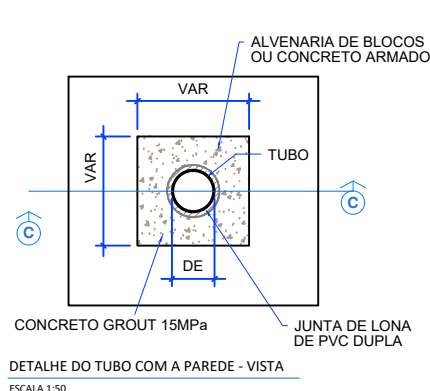 ALVENARIA DE BLOCOS
OU CONCRETO ARMADO
VAR
VAR
TUBO
C
C
DE
CONCRETO GROUT 15MPa
JUNTA DE LONA
DE PVC DUPLA
DETALHE DO TUBO COM A PAREDE - VISTA
ESCALA 1:50